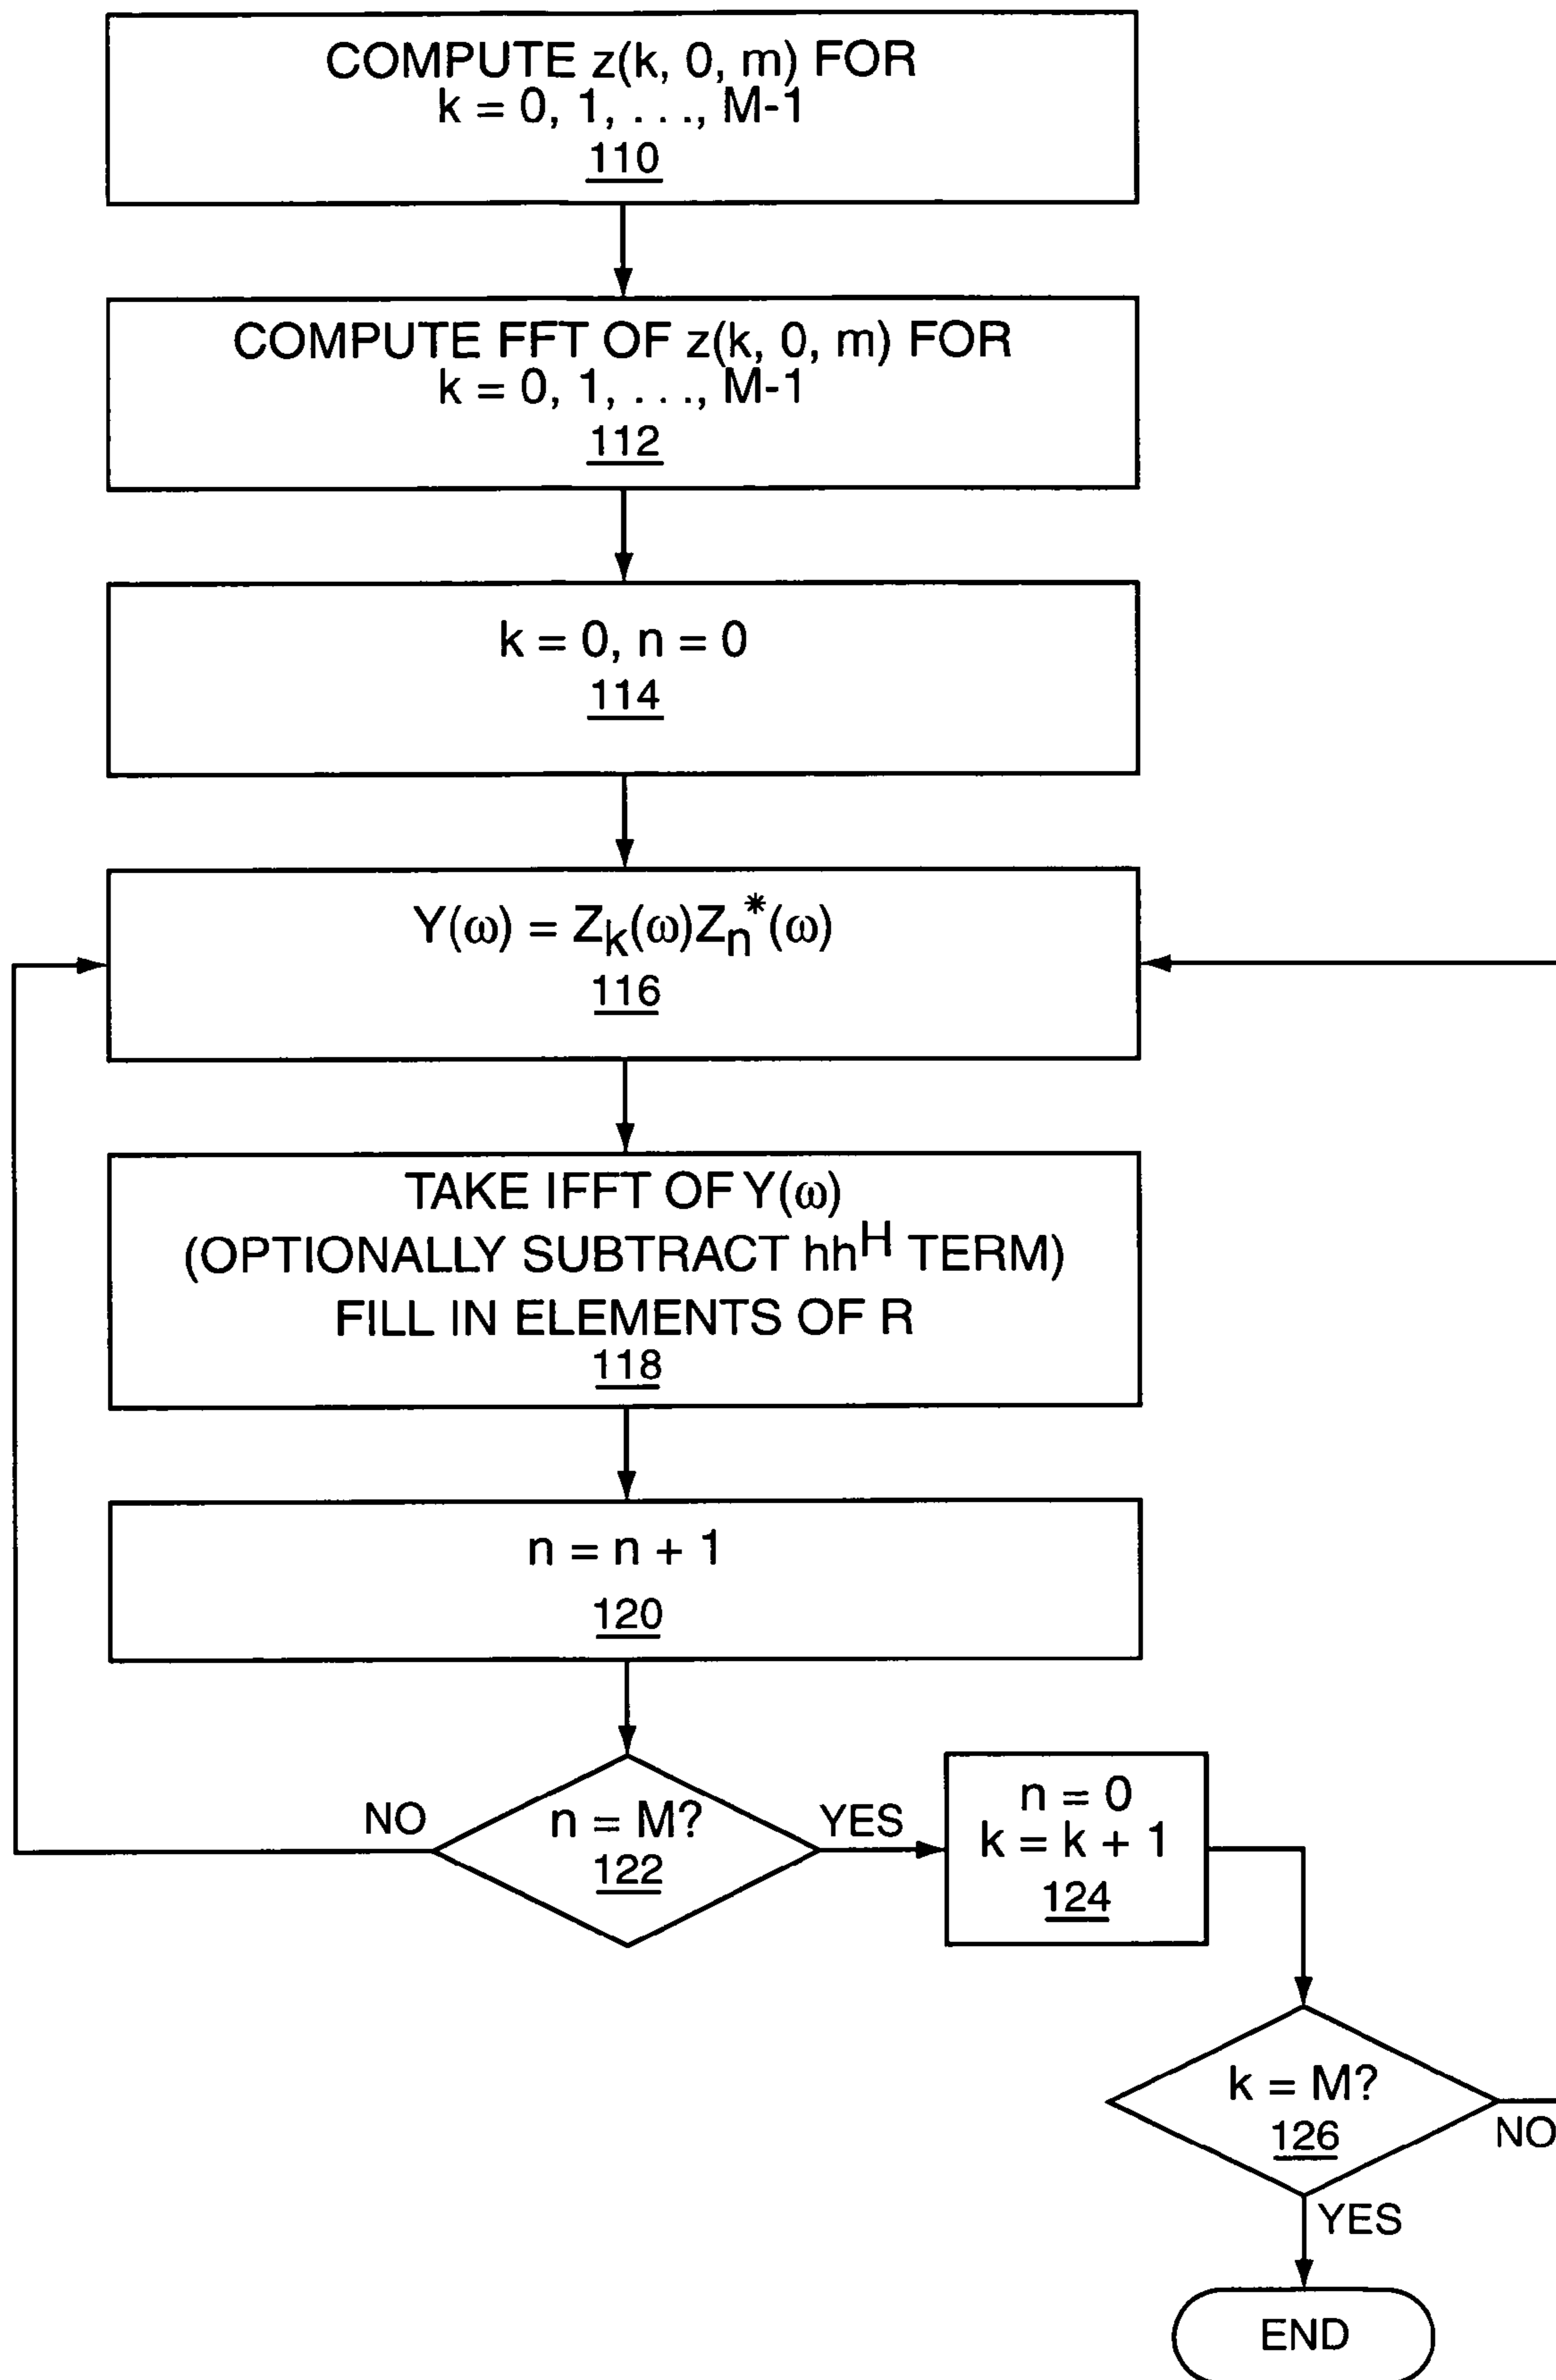 COMPUTE z(k, 0, m) FOR
k = 0, 1, . . ., M-1
110
COMPUTE FFT OF z(k, 0, m) FOR
k = 0, 1, . . ., M-1
112
k = 0, n = 0
114
Y(ω) = Zk(ω)Zn*(ω)
116
TAKE IFFT OF Y(ω)
(OPTIONALLY SUBTRACT hhᴴ TERM)
FILL IN ELEMENTS OF R
118
n = n + 1
120
NO
n = M?
122
YES
n = 0
k = k + 1
124
k = M?
126
NO
YES
END